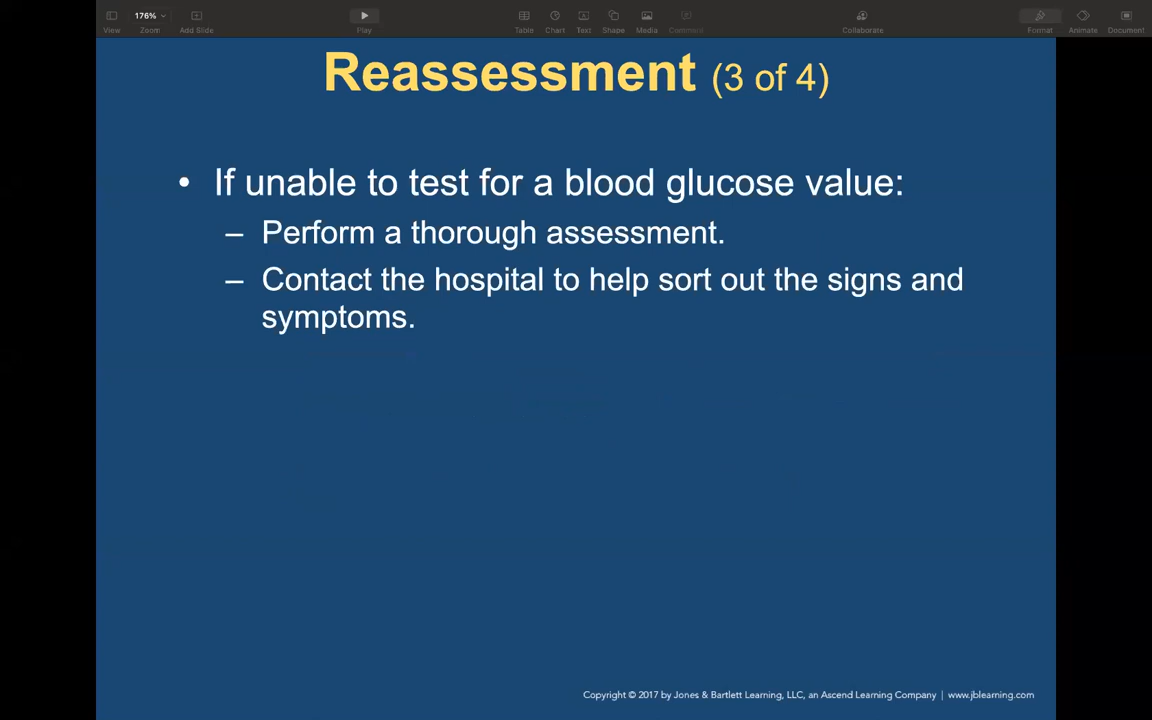 176%
View
Zoom
Add Slide
Play
Table
Chart
Text
Shape
Media
Comment
Collaborate
Format
Animate
Document
Reassessment (3 of 4)
• If unable to test for a blood glucose value:
– Perform a thorough assessment.
– Contact the hospital to help sort out the signs and
symptoms.
Copyright © 2017 by Jones & Bartlett Learning, LLC, an Ascend Learning Company | www.jblearning.com